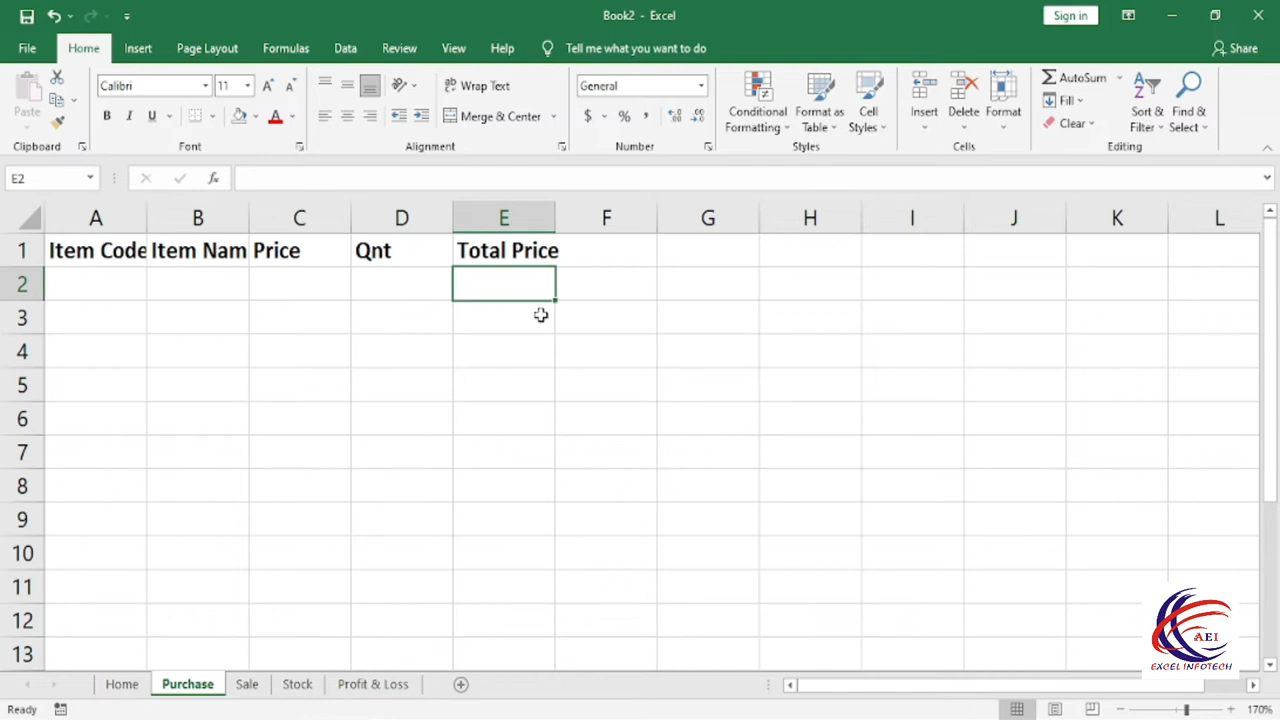 Book2 - Excel
Sign in
File Home Insert Page Layout Formulas Data Review View Help Tell me what you want to do Share
Calibri 11 Wrap Text General AutoSum
Paste Fill
B I U Merge & Center $ % , Conditional Formatting Format as Table Cell Styles Insert Delete Format Clear Sort & Filter Find & Select
Clipboard Font Alignment Number Styles Cells Editing
E2 fx
A B C D E F G H I J K L
1 Item Code Item Nam Price Qnt Total Price
2
3
4
5
6
7
8
9
10
11
12
13
AEI
EXCEL INFOTECH
Home Purchase Sale Stock Profit & Loss
Ready 170%